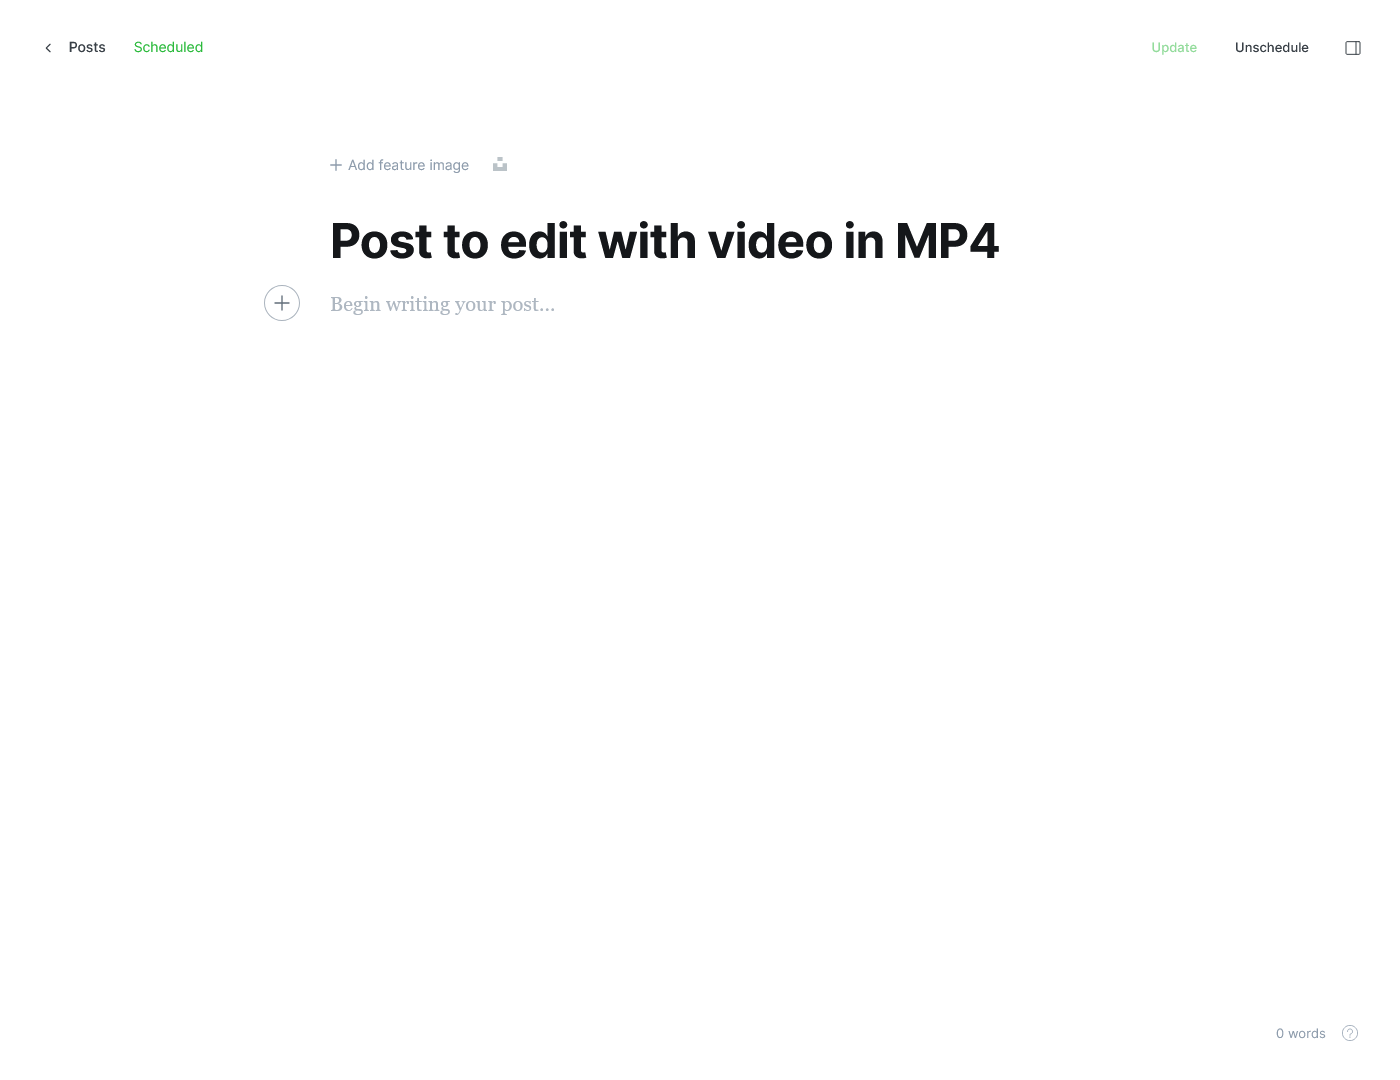 Posts
Scheduled
Update
Unschedule
Add feature image
Post to edit with video in MP4
Begin writing your post...
0 words